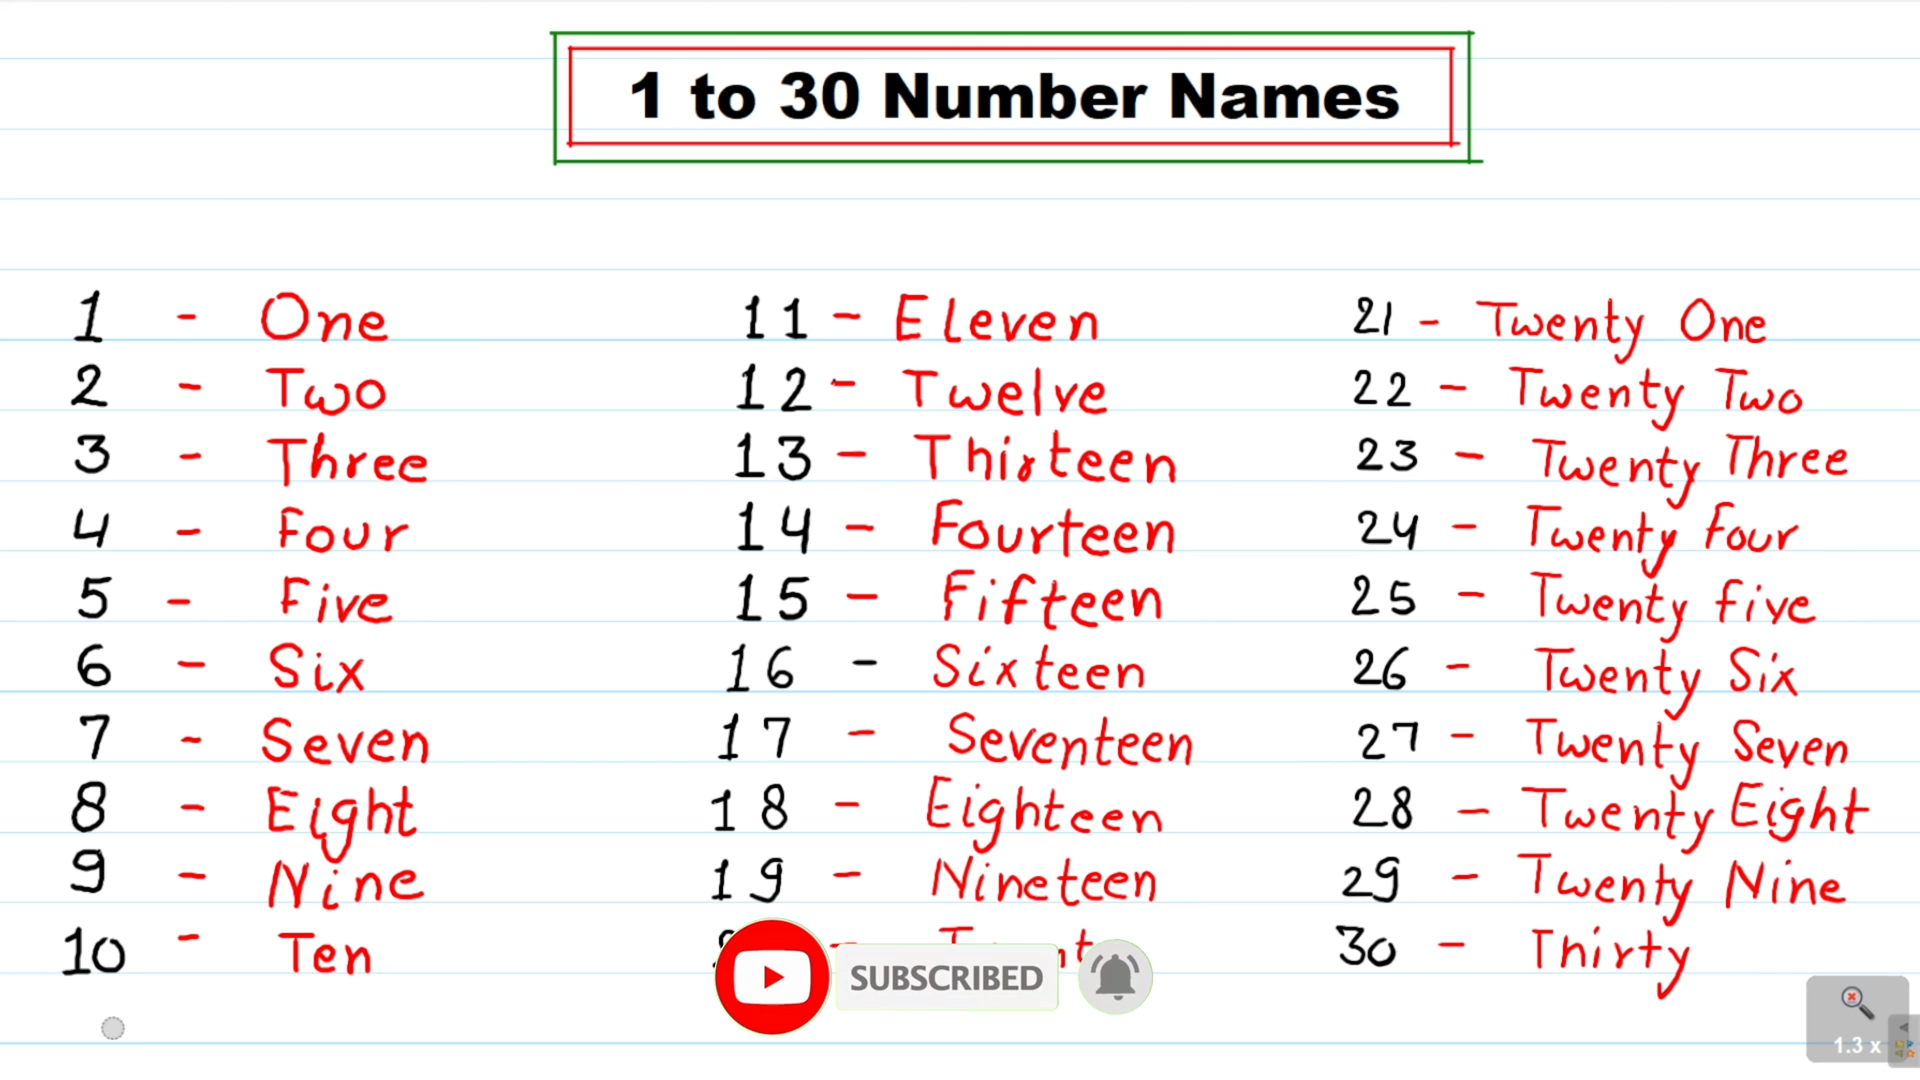 1 to 30 Number Names
1 - One
2 - Two
3 - Three
4 - Four
5 - Five
6 - Six
7 - Seven
8 - Eight
9 - Nine
10 - Ten
11 - Eleven
12 - Twelve
13 - Thirteen
14 - Fourteen
15 - Fifteen
16 - Sixteen
17 - Seventeen
18 - Eighteen
19 - Nineteen
SUBSCRIBED
21 - Twenty One
22 - Twenty Two
23 - Twenty Three
24 - Twenty Four
25 - Twenty Five
26 - Twenty Six
27 - Twenty Seven
28 - Twenty Eight
29 - Twenty Nine
30 - Thirty
1.3 x